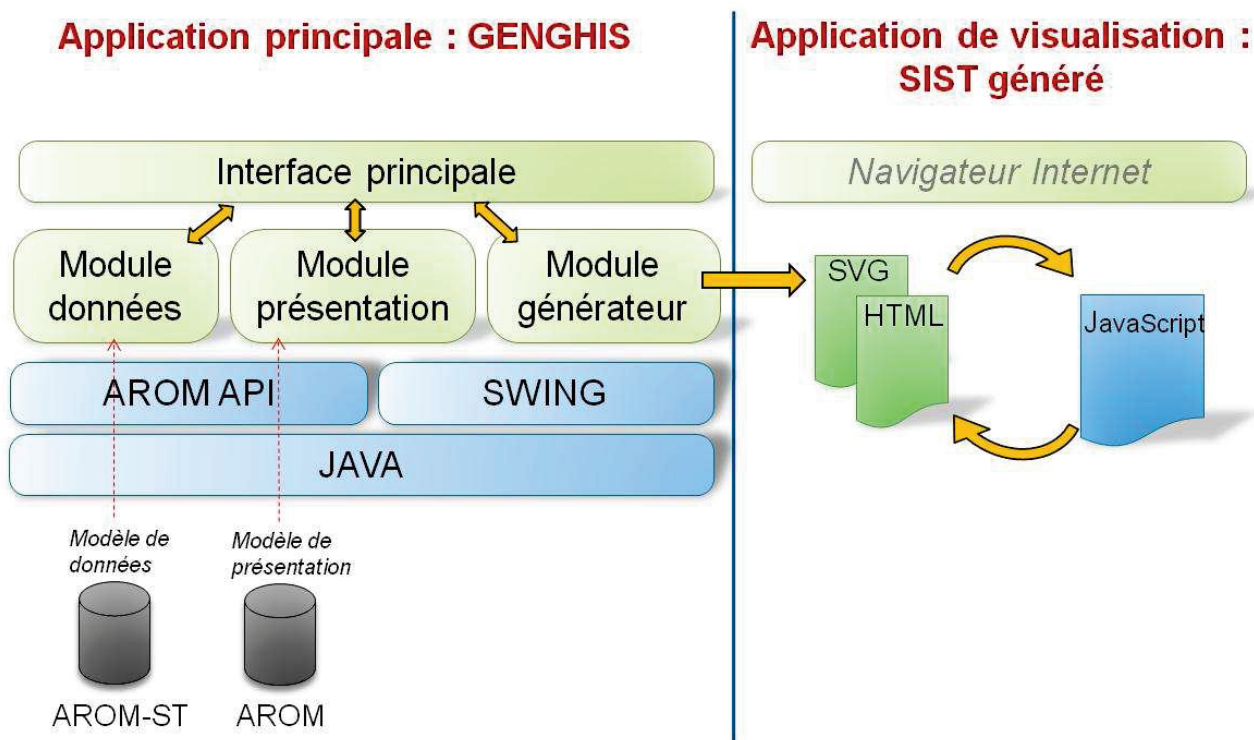 Application principale : GENGHIS
Application de visualisation :
SIST généré
Interface principale
Navigateur Internet
Module
données
Module
présentation
Module
générateur
SVG
HTML
JavaScript
AROM API
SWING
JAVA
Modèle de
données
Modèle de
présentation
AROM-ST
AROM